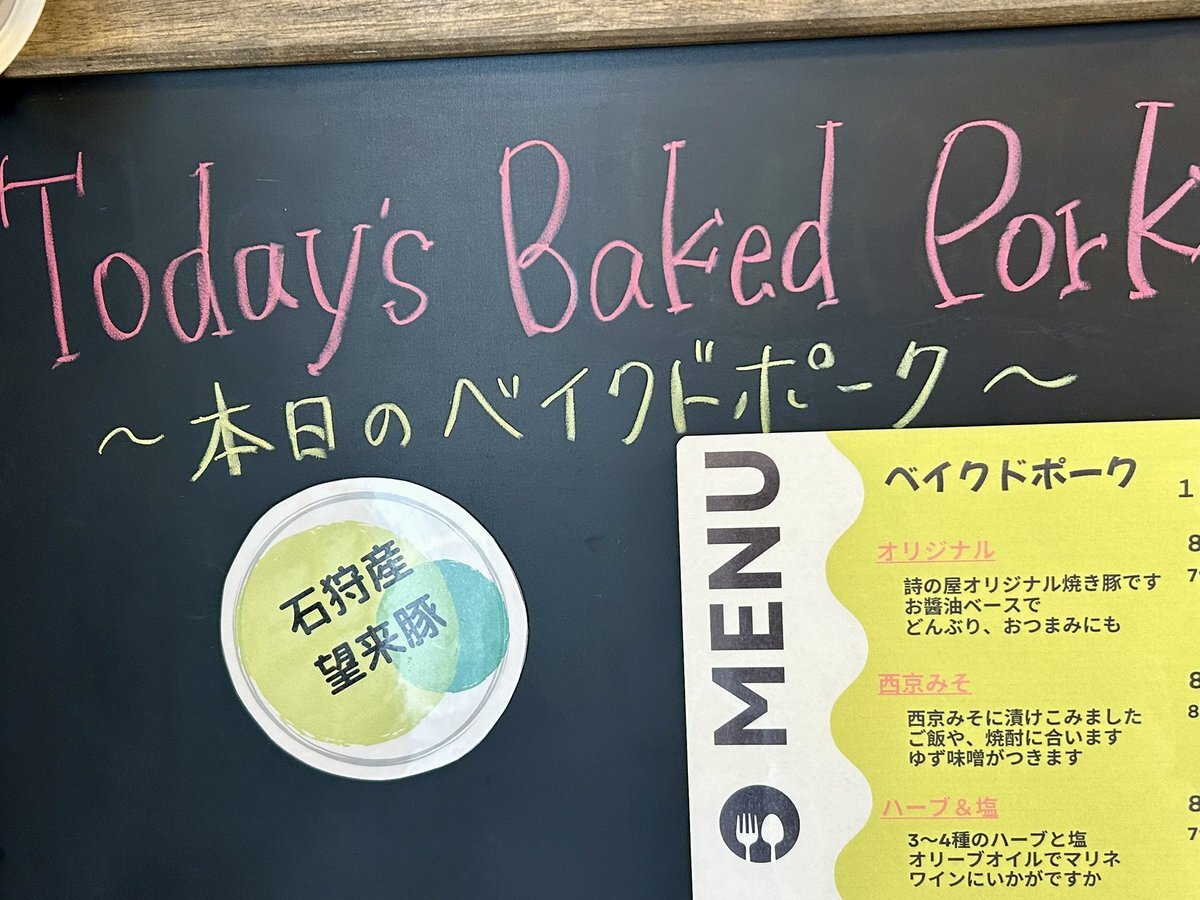 Today's Baked Pork
～本日のベイクドポーク～
石狩産
望来豚
MENU
ベイクドポーク
オリジナル
詩の屋オリジナル焼き豚です
お醬油ベースで
どんぶり、おつまみにも
西京みそ
西京みそに漬けこみました
ご飯や、焼酎に合います
ゆず味噌がつきます
ハーブ＆塩
3〜4種のハーブと塩
オリーブオイルでマリネ
ワインにいかがですか